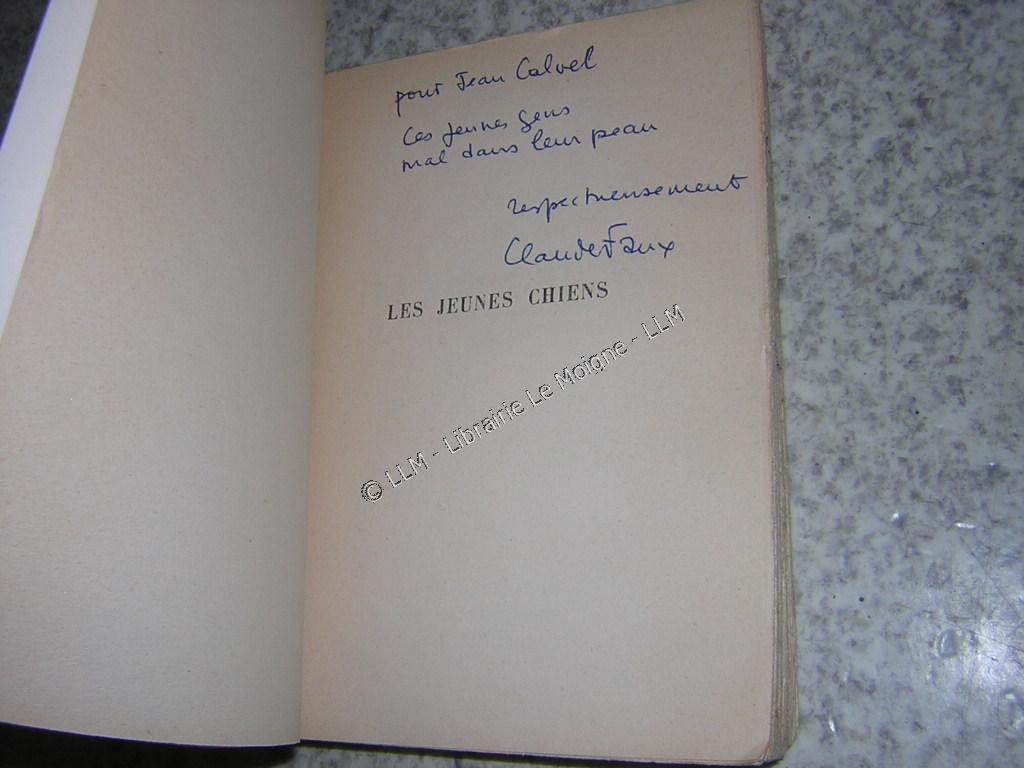 pour Jean Calvel
Ces jeunes gens
mal dans leur peau
respectueusement
Claude Faux
LES JEUNES CHIENS
© LLM - Librairie Le Moigne - LLM